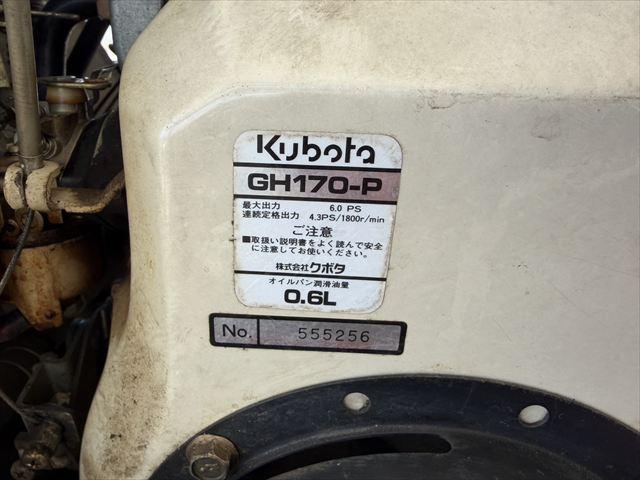 Kubota
GH170-P
最大出力 6.0 PS
連続定格出力 4.3PS/1800r/min
ご注意
■取扱い説明書をよく読んで安全
に注意してお使いください。
株式会社クボタ
オイルパン潤滑油量
0.6L
No. 555256